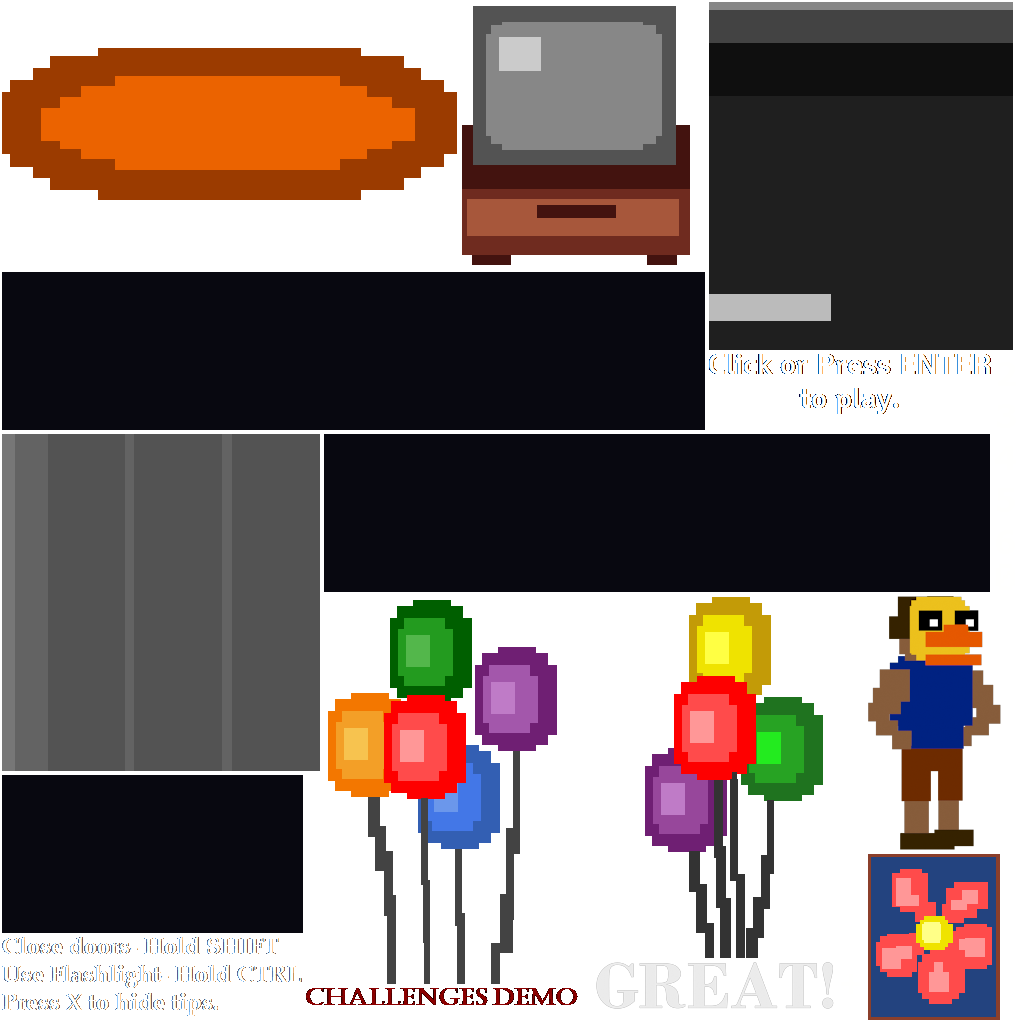 Click or Press ENTER
to play.
Close doors- Hold SHIFT
Use Flashlight- Hold CTRL
Press X to hide tips.
CHALLENGES DEMO
GREAT!